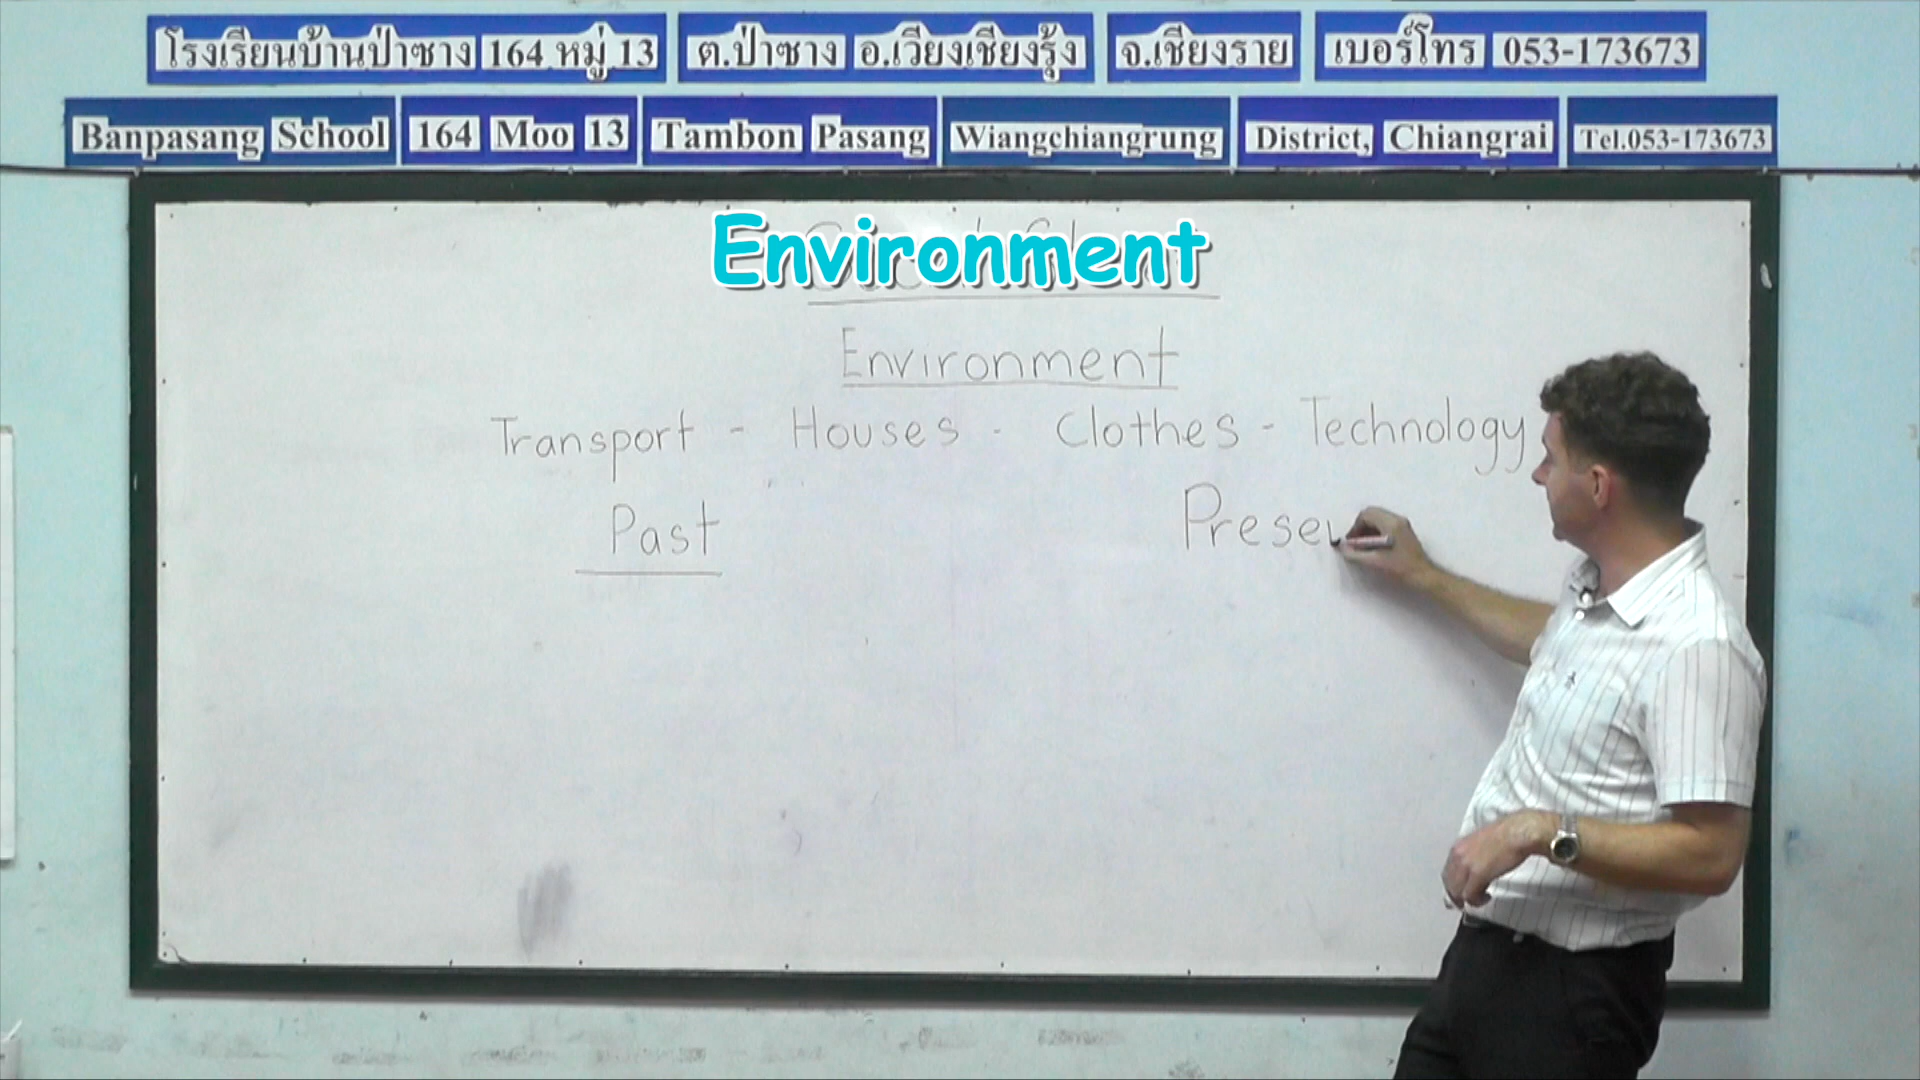 โรงเรียนบ้านป่าซาง 164 หมู่ 13 ต.ป่าซาง อ.เวียงเชียงรุ้ง จ.เชียงราย เบอร์โทร 053-173673
Banpasang School 164 Moo 13 Tambon Pasang Wiangchiangrung District, Chiangrai Tel.053-173673
Environment
Environment
Transport - Houses - Clothes - Technology
Past Presen